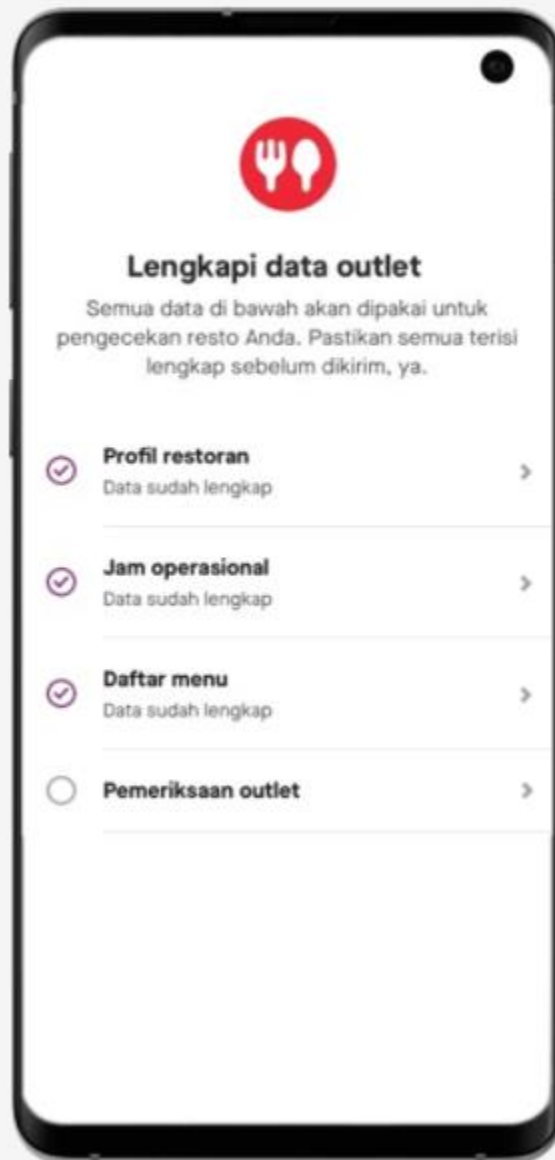 Lengkapi data outlet
Semua data di bawah akan dipakai untuk
pengecekan resto Anda. Pastikan semua terisi
lengkap sebelum dikirim, ya.
Profil restoran
Data sudah lengkap
Jam operasional
Data sudah lengkap
Daftar menu
Data sudah lengkap
Pemeriksaan outlet